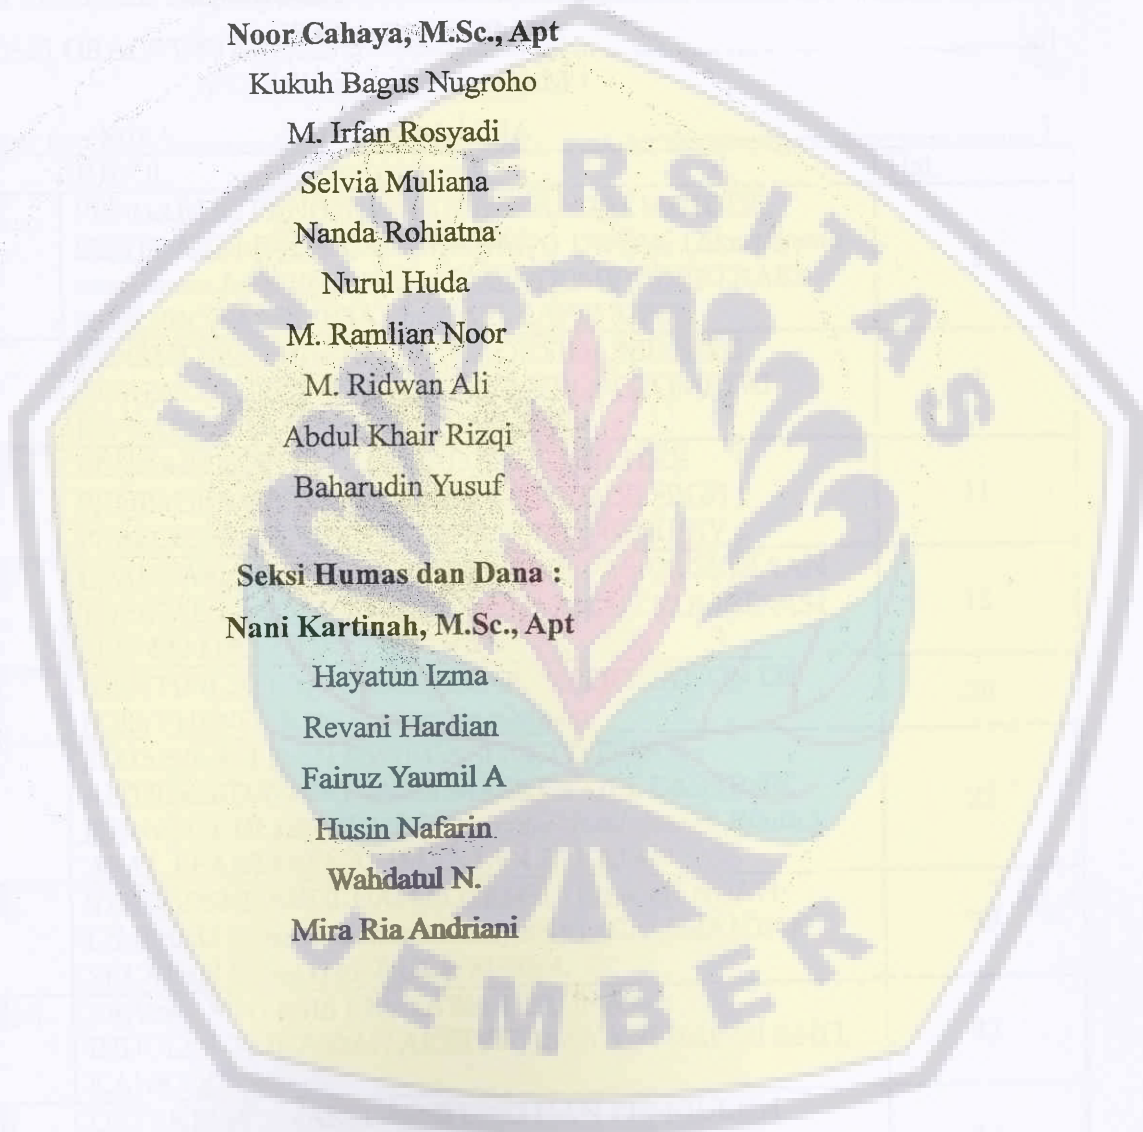 Noor Cahaya, M.Sc., Apt
Kukuh Bagus Nugroho
M. Irfan Rosyadi
Selvia Muliana
Nanda Rohiatna
Nurul Huda
M. Ramlian Noor
M. Ridwan Ali
Abdul Khair Rizqi
Baharudin Yusuf
Seksi Humas dan Dana :
Nani Kartinah, M.Sc., Apt
Hayatun Izma
Revani Hardian
Fairuz Yaumil A
Husin Nafarin
Wahdatul N.
Mira Ria Andriani
UNIVERSITAS
JEMBER